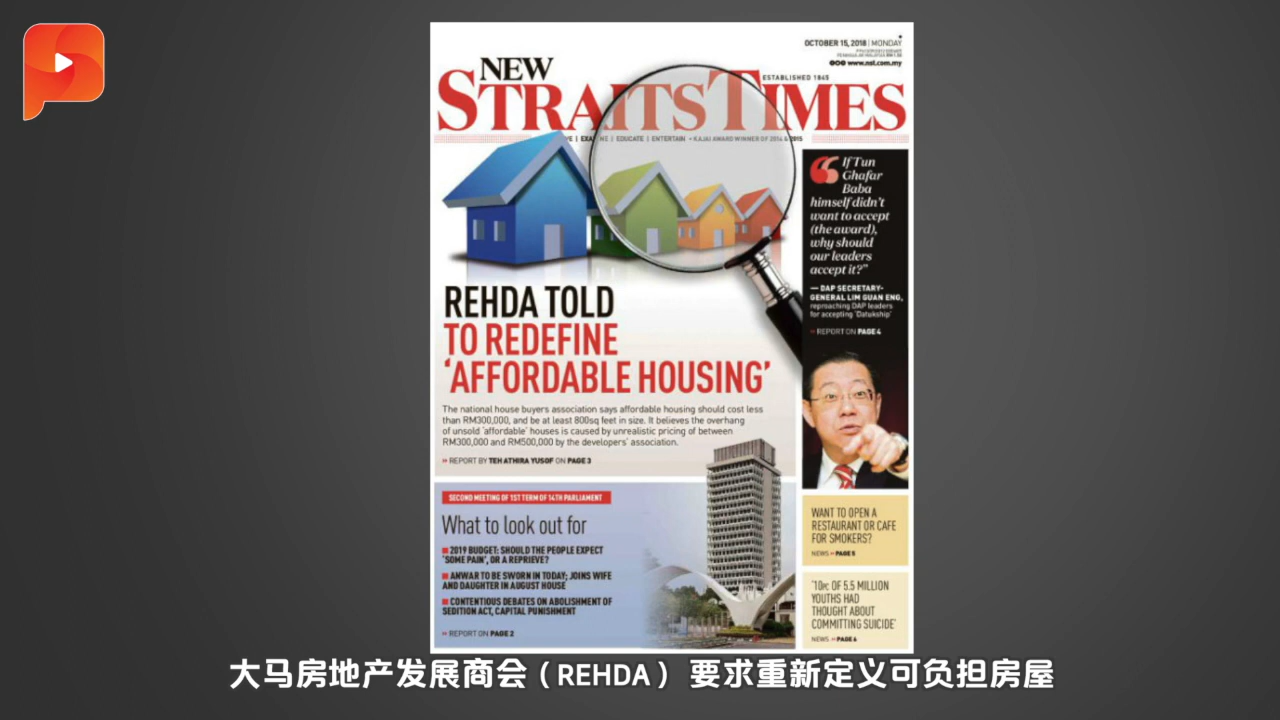 OCTOBER 15, 2018 | MONDAY
www.nst.com.my
NEW
STRAITS TIMES
ESTABLISHED 1845
| EDUCATE | ENTERTAIN • KAJAI AWARD WINNER OF 2014 & 2015
If Tun
Ghafar
Baba
himself didn't
want to accept
(the award),
why should
our leaders
accept it?"
— DAP SECRETARY-
GENERAL LIM GUAN ENG,
reproaching DAP leaders
for accepting 'Datukship'
» REPORT ON PAGE 4
REHDA TOLD
TO REDEFINE
'AFFORDABLE HOUSING'
The national house buyers association says affordable housing should cost less
than RM300,000, and be at least 800sq feet in size. It believes the overhang
of unsold 'affordable' houses is caused by unrealistic pricing of between
RM300,000 and RM500,000 by the developers' association.
» REPORT BY TEH ATHIRA YUSOF ON PAGE 3
SECOND MEETING OF 1ST TERM OF 14TH PARLIAMENT
What to look out for
2019 BUDGET: SHOULD THE PEOPLE EXPECT
'SOME PAIN', OR A REPRIEVE?
ANWAR TO BE SWORN IN TODAY; JOINS WIFE
AND DAUGHTER IN AUGUST HOUSE
CONTENTIOUS DEBATES ON ABOLISHMENT OF
SEDITION ACT, CAPITAL PUNISHMENT
» REPORT ON PAGE 2
WANT TO OPEN A
RESTAURANT OR CAFE
FOR SMOKERS?
NEWS » PAGE 5
'10PC OF 5.5 MILLION
YOUTHS HAD
THOUGHT ABOUT
COMMITTING SUICIDE'
NEWS » PAGE 6
大马房地产发展商会（REHDA） 要求重新定义可负担房屋